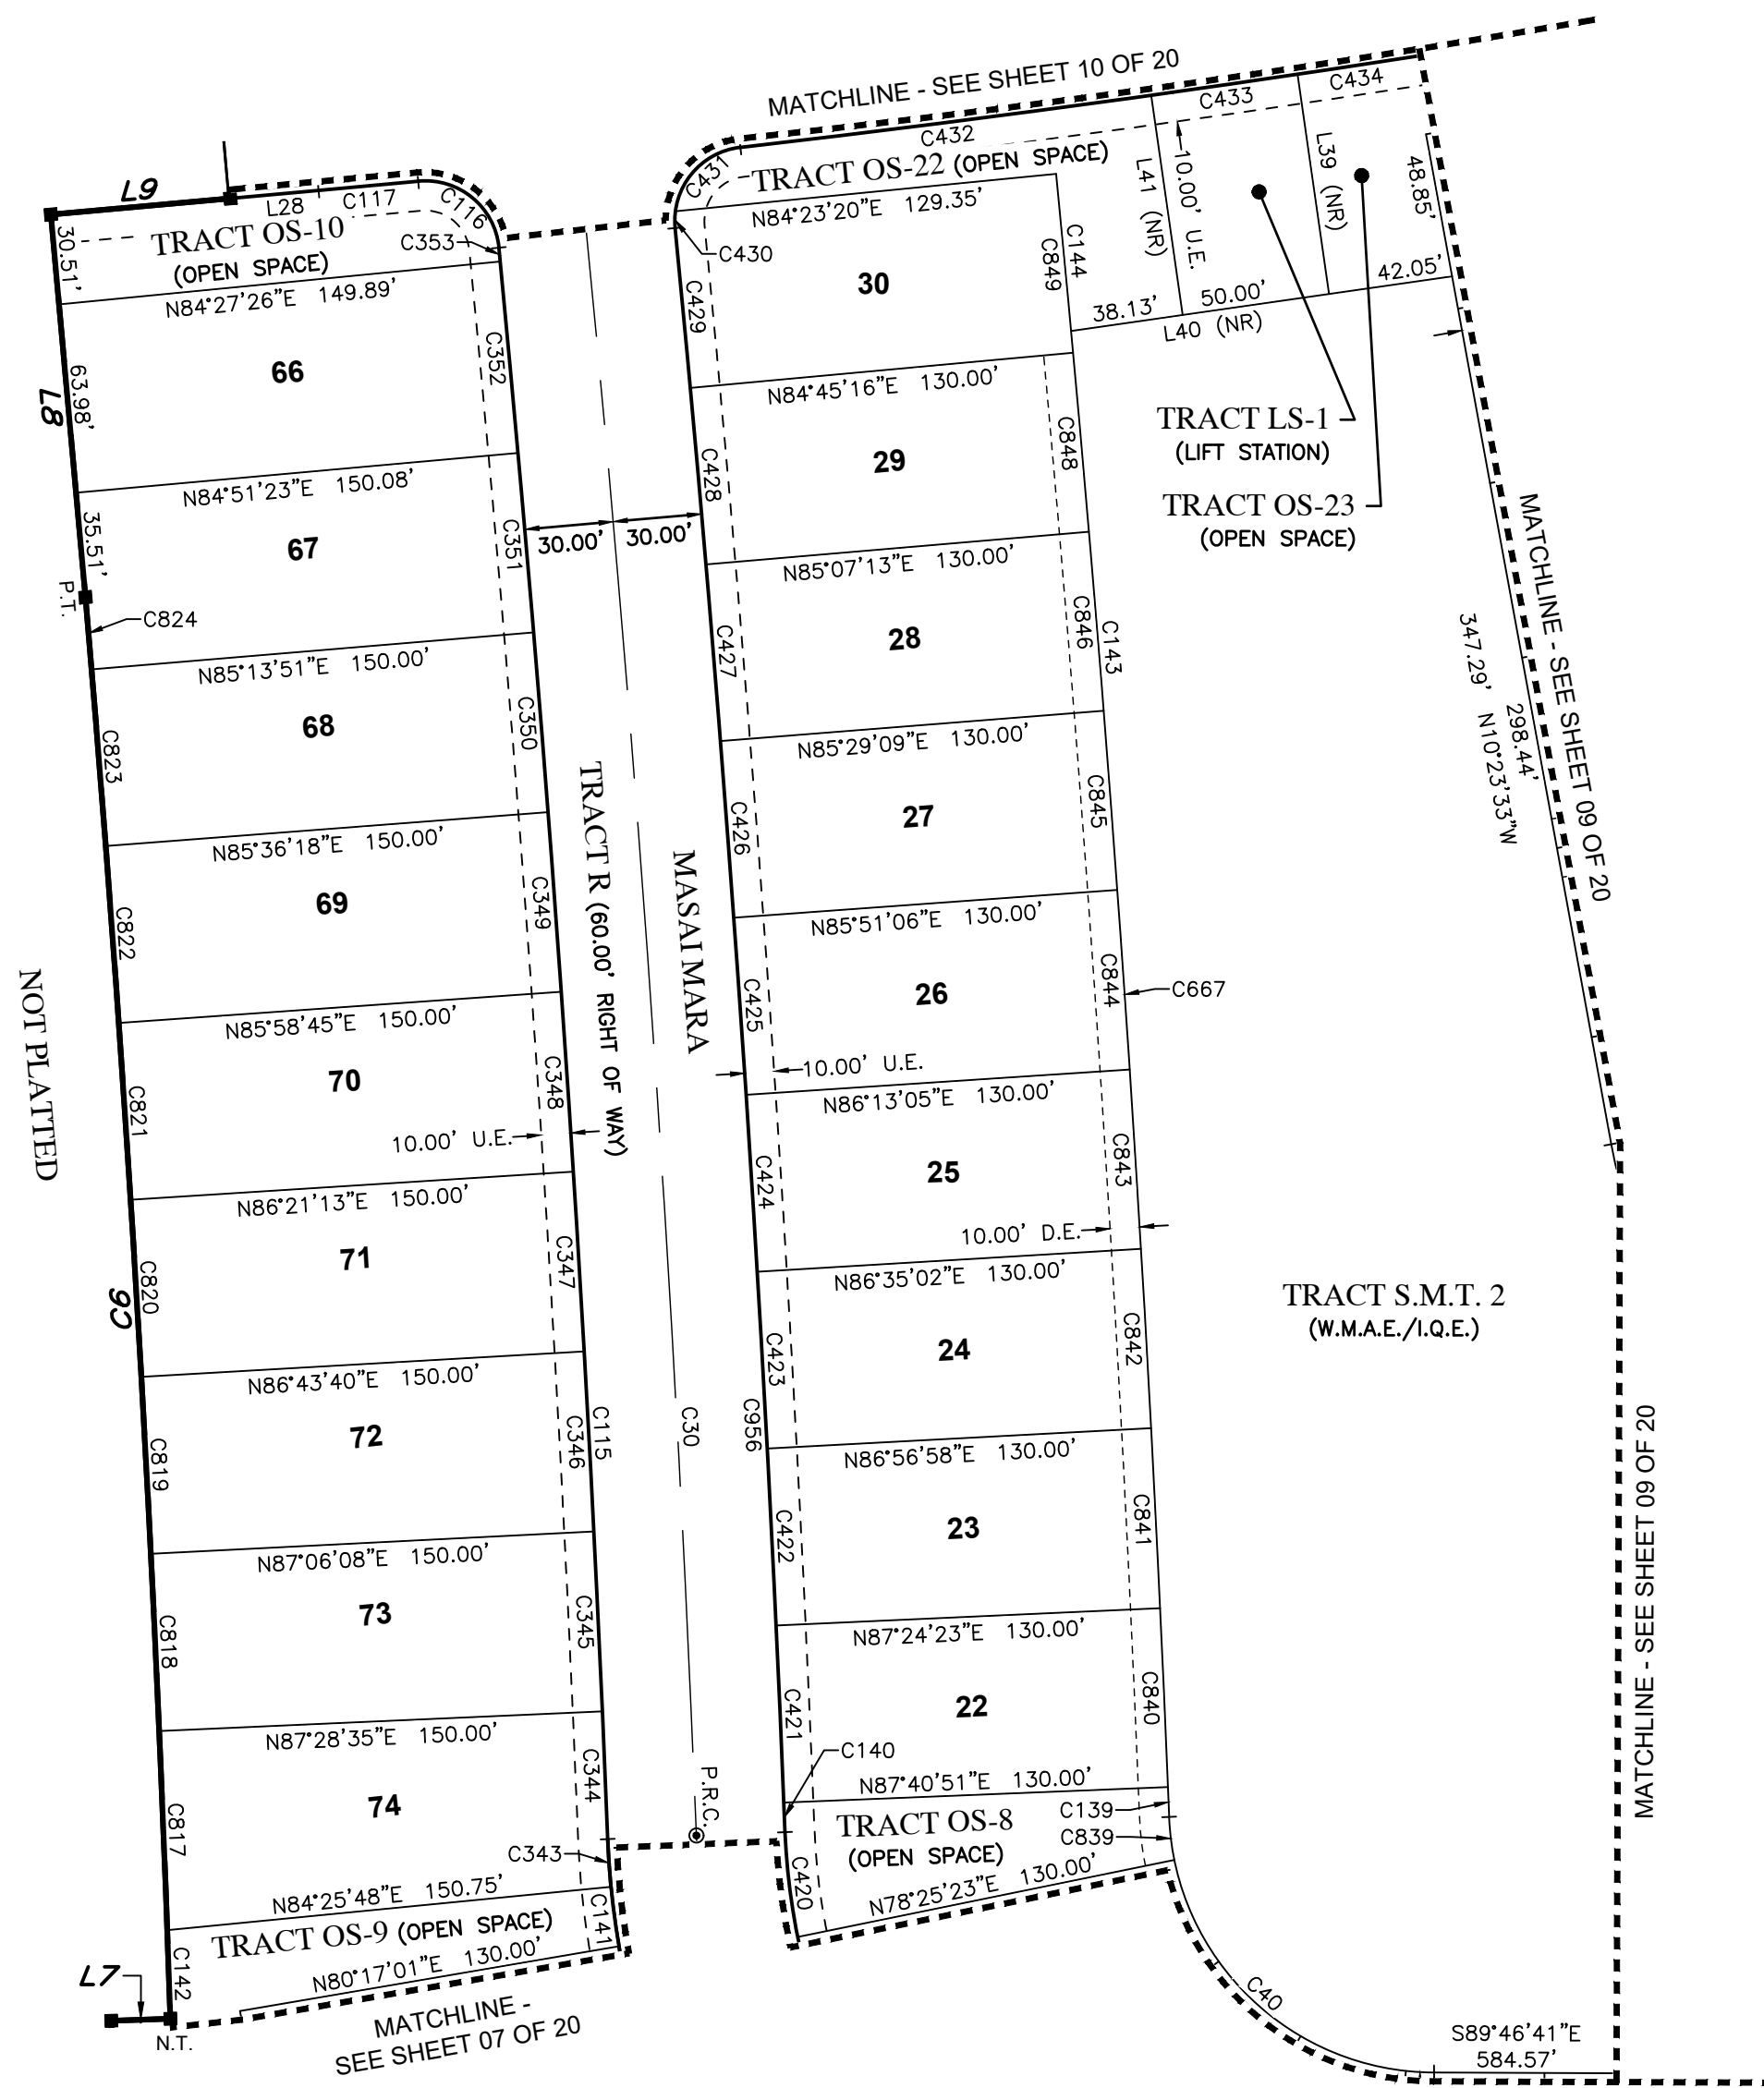 MATCHLINE - SEE SHEET 10 OF 20
C434
C433
C432
C431
L9
L28
C117
C116
C353
30.51'
TRACT OS-10
(OPEN SPACE)
N84°27'26"E 149.89'
TRACT OS-22 (OPEN SPACE)
N84°23'20"E 129.35'
C430
C144
C849
L41 (NR)
10.00' U.E.
L39 (NR)
48.85'
42.05'
50.00'
38.13'
L40 (NR)
30
C429
66
C352
63.98'
L8
N84°45'16"E 130.00'
TRACT LS-1
(LIFT STATION)
TRACT OS-23
(OPEN SPACE)
29
C428
C848
N84°51'23"E 150.08'
35.51'
67
C351
30.00'
30.00'
P.T.
C824
N85°07'13"E 130.00'
28
C427
C846
C143
MATCHLINE - SEE SHEET 09 OF 20
347.29' N10°23'33"W
298.44'
N85°13'51"E 150.00'
68
C823
C350
N85°29'09"E 130.00'
27
C426
C845
TRACT R (60.00' RIGHT OF WAY)
MASAI MARA
N85°36'18"E 150.00'
69
C822
C349
N85°51'06"E 130.00'
26
C425
C844
C667
NOT PLATTED
N85°58'45"E 150.00'
70
C821
C348
10.00' U.E.
10.00' U.E.
N86°13'05"E 130.00'
25
C424
C843
10.00' D.E.
N86°21'13"E 150.00'
71
C820
C6
C347
N86°35'02"E 130.00'
24
C423
C842
TRACT S.M.T. 2
(W.M.A.E./I.Q.E.)
N86°43'40"E 150.00'
72
C819
C346
C115
C30
C956
N86°56'58"E 130.00'
23
C422
C841
MATCHLINE - SEE SHEET 09 OF 20
N87°06'08"E 150.00'
73
C818
C345
N87°24'23"E 130.00'
22
C421
C840
N87°28'35"E 150.00'
74
C817
C344
C343
P.R.C.
C140
N87°40'51"E 130.00'
TRACT OS-8
(OPEN SPACE)
C139
C839
C420
N78°25'23"E 130.00'
N84°25'48"E 150.75'
TRACT OS-9 (OPEN SPACE)
C141
C142
N80°17'01"E 130.00'
L7
N.T.
MATCHLINE -
SEE SHEET 07 OF 20
C40
S89°46'41"E
584.57'